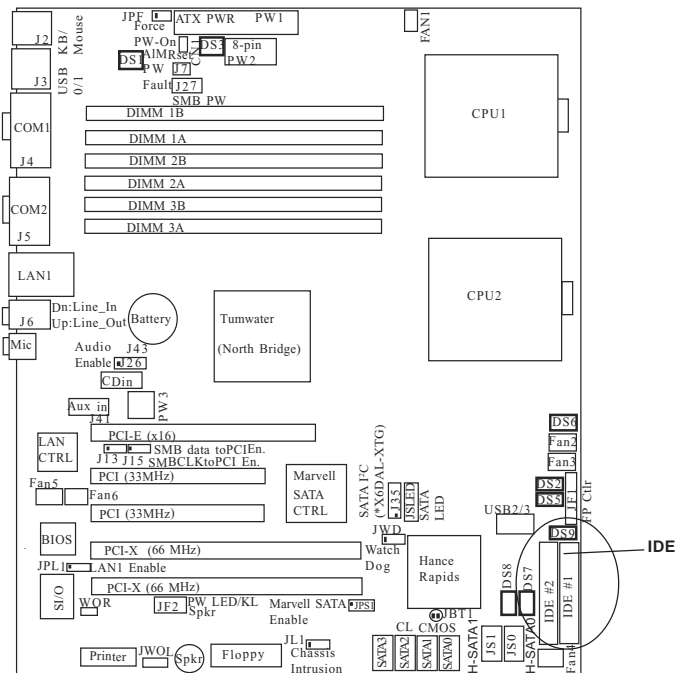 JPF
Force
PW-On
ATX PWR PW1
FAN1
J2
KB/
Mouse
DS1
AlMRset
PW
Fault
J7
J27
DS3
8-pin
PW2
SMB PW
J3
USB
0/1
DIMM 1B
DIMM 1A
DIMM 2B
DIMM 2A
DIMM 3B
DIMM 3A
CPU1
COM1
J4
COM2
J5
LAN1
CPU2
J6
Dn:Line_In
Up:Line_Out
Battery
Tumwater
(North Bridge)
Mic
Audio
Enable
J43
J26
CDin
Aux in
J41
PW3
LAN
CTRL
PCI-E (x16)
J13 J15
SMB data toPCIEn.
SMBCLKtoPCI En.
PCI (33MHz)
Fan5
Fan6
PCI (33MHz)
Marvell
SATA
CTRL
SATA I²C
(*X6DAL-XTG)
J35
JSLED
SATA
LED
DS6
Fan2
Fan3
DS2
DS5
JF1
FP Ctlr
USB2/3
DS9
IDE
BIOS
PCI-X (66 MHz)
JPL1
LAN1 Enable
JWD
Watch
Dog
Hance
Rapids
DS8
DS7
IDE #2
IDE #1
SI/O
PCI-X (66 MHz)
WOR
JF2
PW LED/KL
Spkr
Marvell SATA
Enable
JPS1
JBT1
CL CMOS
SATA3
SATA2
SATA1
SATA0
H-SATA1
JS1
JS0
H-SATA0
Fan4
Printer
JWOL
Spkr
Floppy
JL1
Chassis
Intrusion